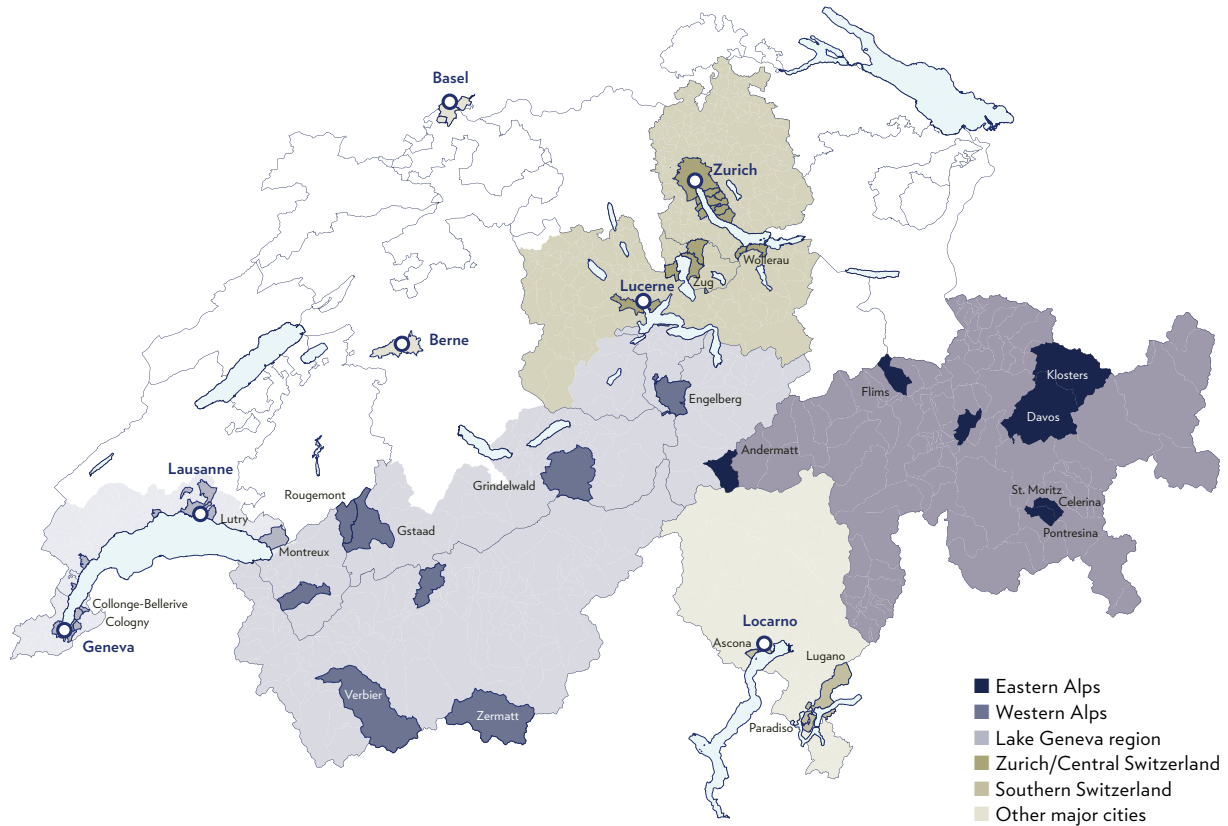 Basel
Zurich
Wollerau
Zug
Lucerne
Berne
Klosters
Flims
Engelberg
Davos
Andermatt
Lausanne
Grindelwald
Rougemont
St. Moritz
Celerina
Lutry
Gstaad
Pontresina
Montreux
Collonge-Bellerive
Cologny
Geneva
Locarno
Ascona
Lugano
Verbier
Zermatt
Paradiso
Eastern Alps
Western Alps
Lake Geneva region
Zurich/Central Switzerland
Southern Switzerland
Other major cities